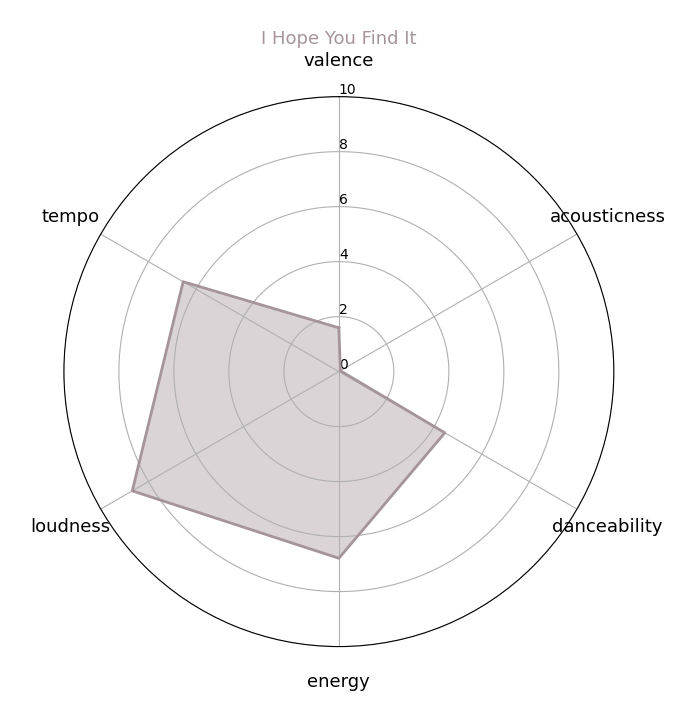 I Hope You Find It
valence
10
8
6
4
2
0
tempo
acousticness
loudness
danceability
energy